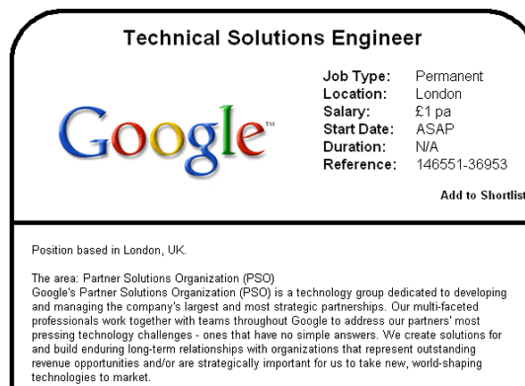 Technical Solutions Engineer
Google™
Job Type: Permanent
Location: London
Salary: £1 pa
Start Date: ASAP
Duration: N/A
Reference: 146551-36953
Add to Shortlist
Position based in London, UK.
The area: Partner Solutions Organization (PSO)
Google's Partner Solutions Organization (PSO) is a technology group dedicated to developing
and managing the company's largest and most strategic partnerships. Our multi-faceted
professionals work together with teams throughout Google to address our partners' most
pressing technology challenges - ones that have no simple answers. We create solutions for
and build enduring long-term relationships with organizations that represent outstanding
revenue opportunities and/or are strategically important for us to take new, world-shaping
technologies to market.